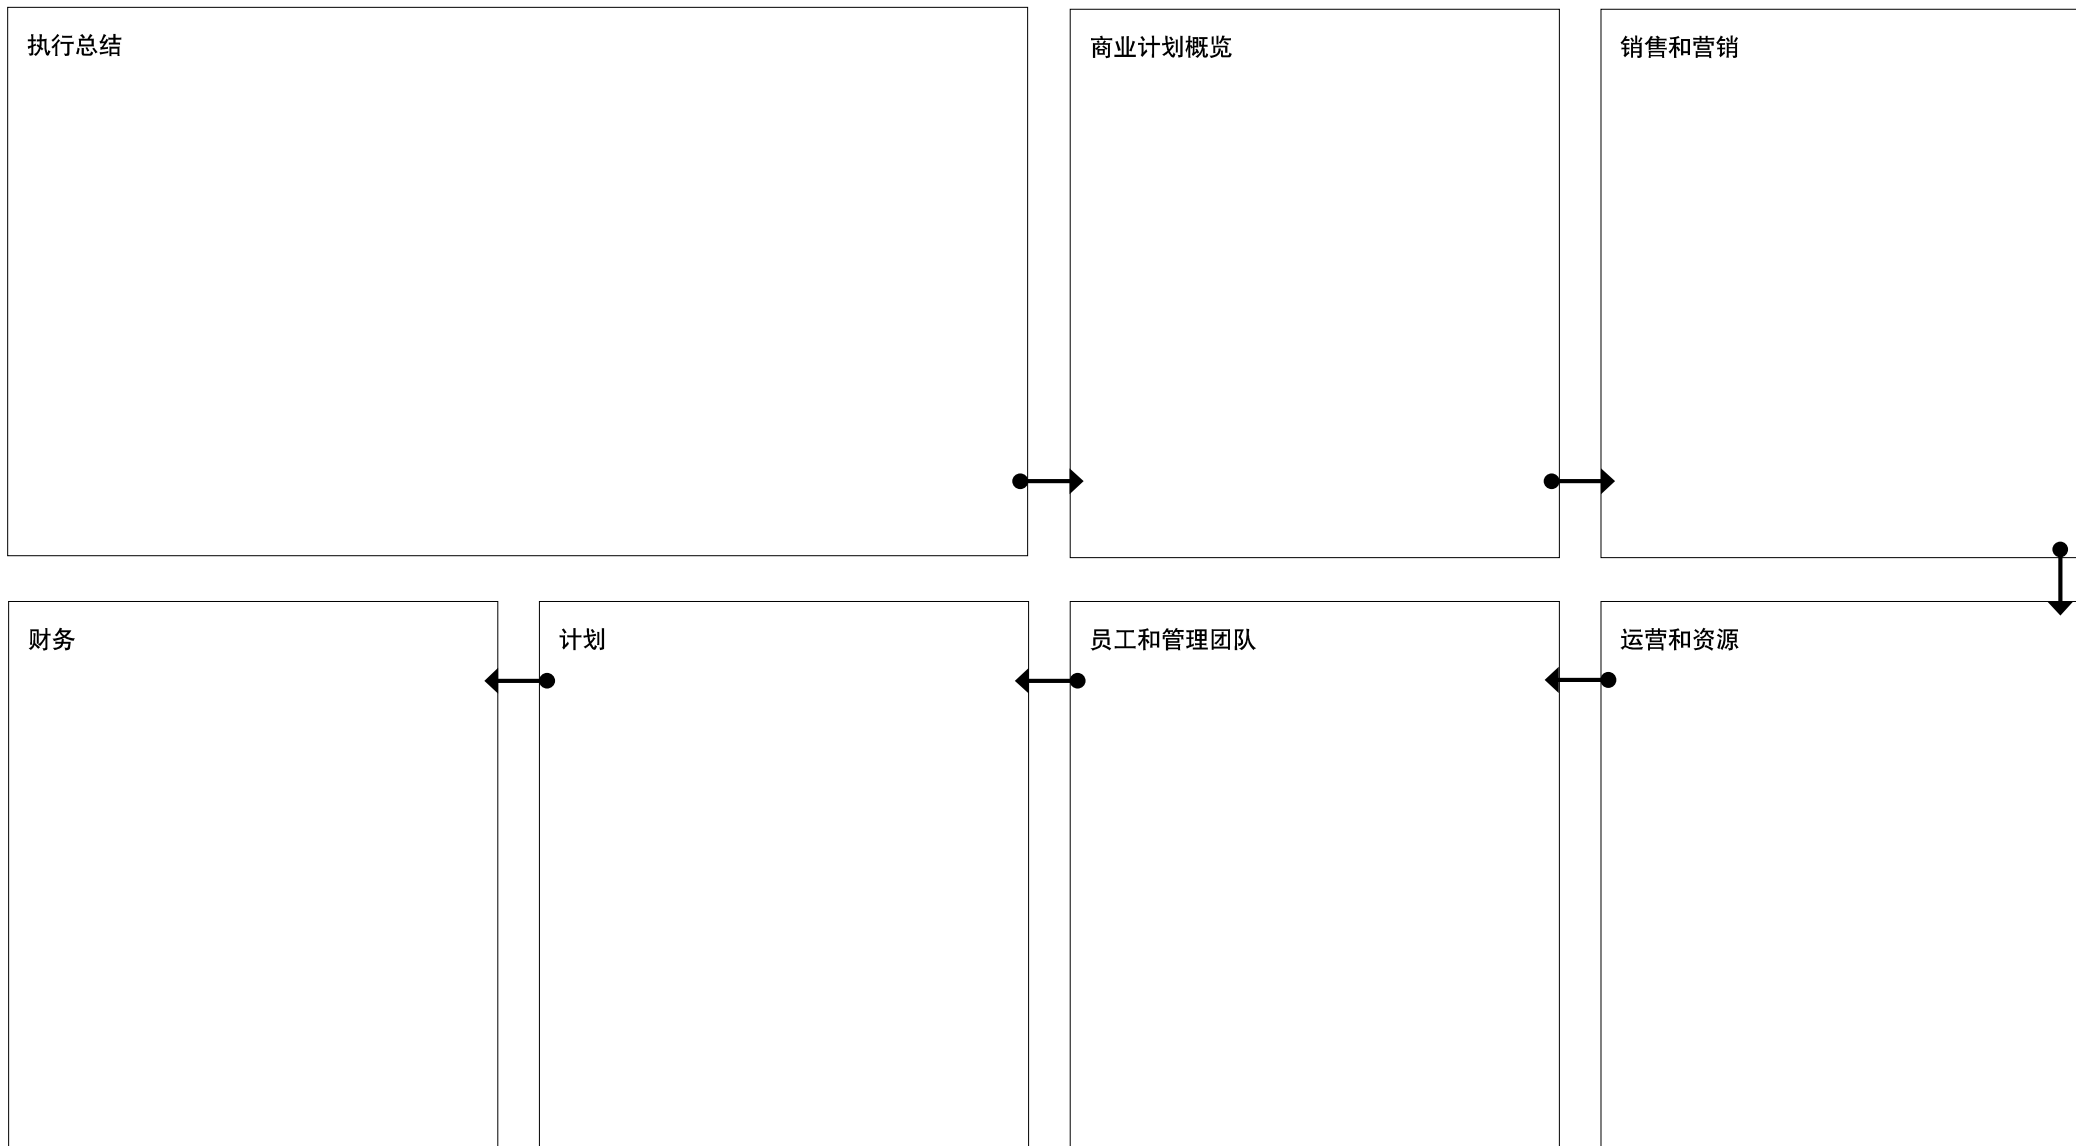 执行总结
商业计划概览
销售和营销
财务
计划
员工和管理团队
运营和资源